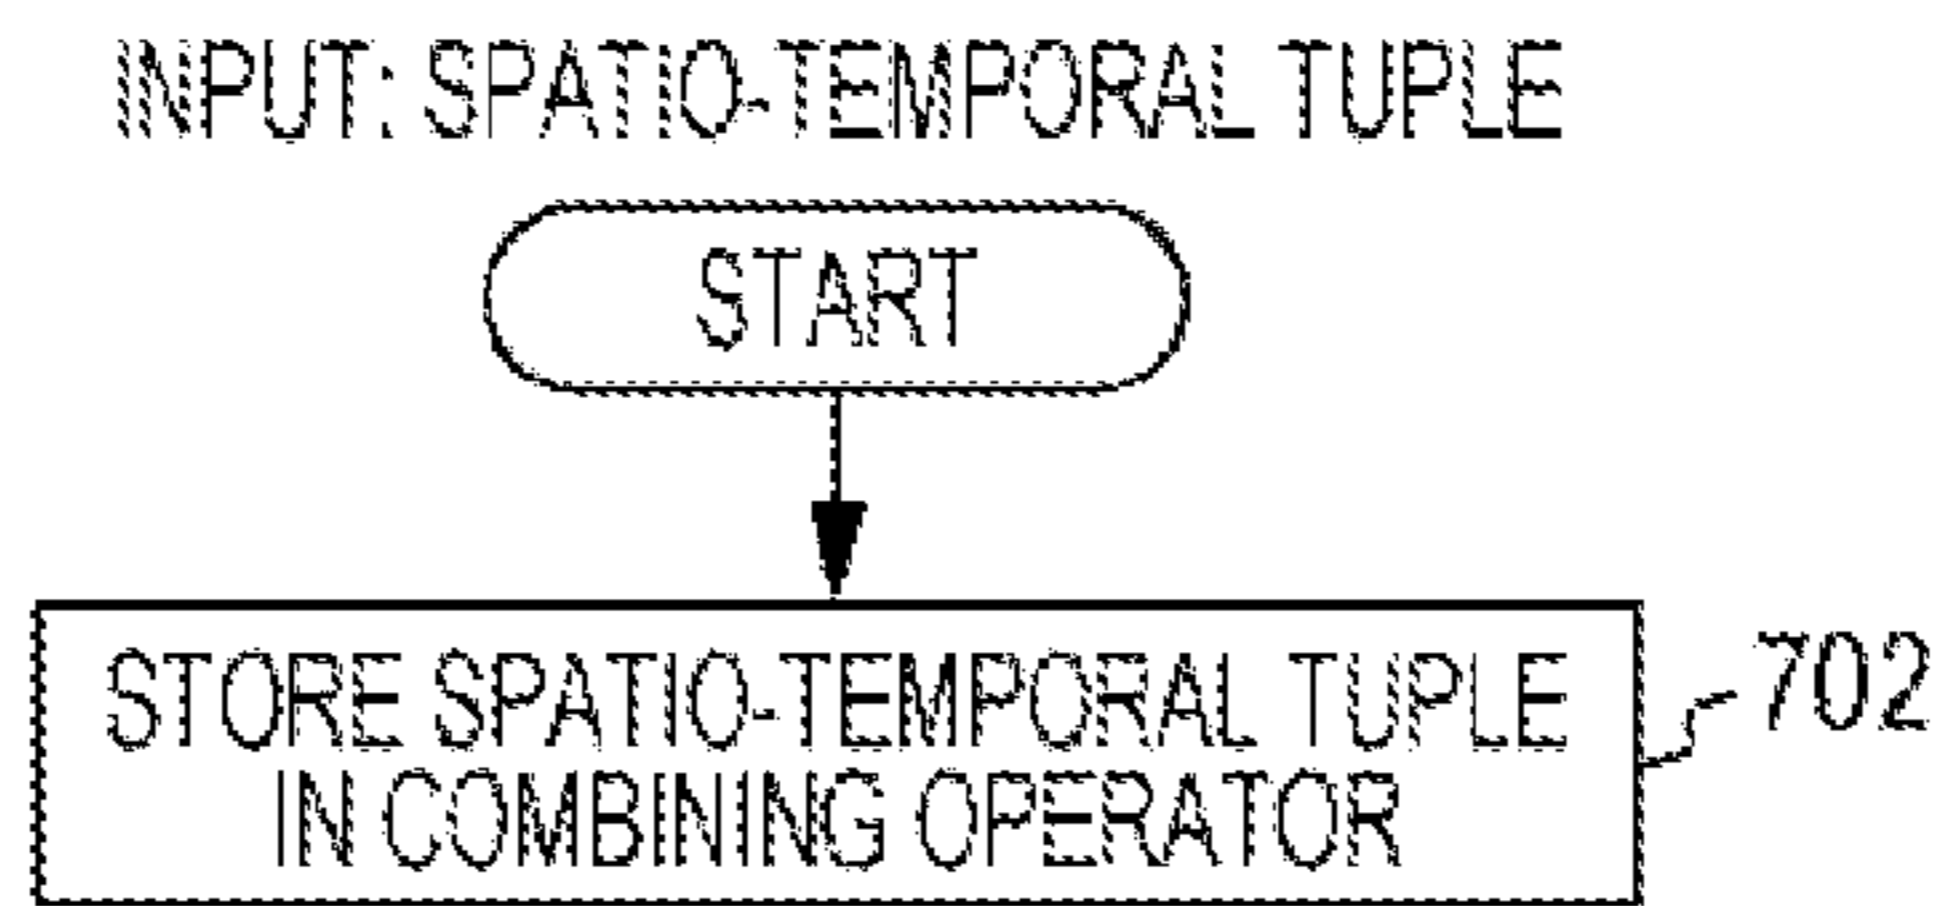 INPUT: SPATIO-TEMPORAL TUPLE
START
STORE SPATIO-TEMPORAL TUPLE
IN COMBINING OPERATOR
702